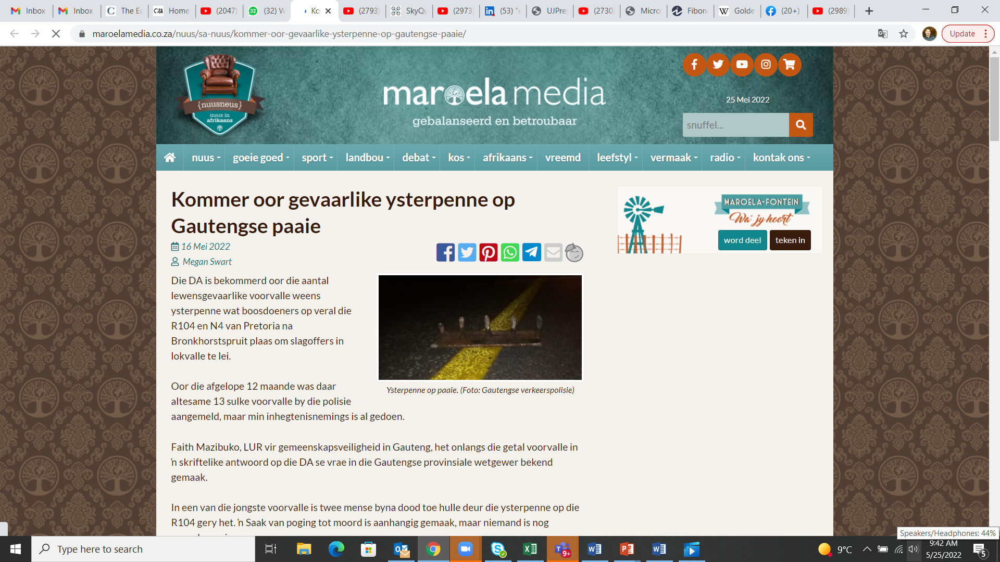 Inbox
Inbox
The Ec
Home
(2047)
(32) W
Ko
(2793)
SkyQu
(2973)
(53) "c
UJPre
(2730)
Micro
Fibona
Golde
(20+)
(2989)
maroelamedia.co.za/nuus/sa-nuus/kommer-oor-gevaarlike-ysterpenne-op-gautengse-paaie/
Update
{nuusneus}
nuus in
afrikaans
maroela media
gebalanseerd en betroubaar
25 Mei 2022
snuffel...
nuus goeie goed sport landbou debat kos afrikaans vreemd leefstyl vermaak radio kontak ons
Kommer oor gevaarlike ysterpenne op
Gautengse paaie
16 Mei 2022
Megan Swart
MAROELA-FONTEIN
Wa' jy hoort
word deel
teken in
Die DA is bekommerd oor die aantal
lewensgevaarlike voorvalle weens
ysterpenne wat boosdoeners op veral die
R104 en N4 van Pretoria na
Bronkhorstspruit plaas om slagoffers in
lokvalle te lei.
Ysterpenne op paaie. (Foto: Gautengse verkeerspolisie)
Oor die afgelope 12 maande was daar
altesame 13 sulke voorvalle by die polisie
aangemeld, maar min inhegtenisnemings is al gedoen.
Faith Mazibuko, LUR vir gemeenskapsveiligheid in Gauteng, het onlangs die getal voorvalle in
'n skriftelike antwoord op die DA se vrae in die Gautengse provinsiale wetgewer bekend
gemaak.
In een van die jongste voorvalle is twee mense byna dood toe hulle deur die ysterpenne op die
R104 gery het. 'n Saak van poging tot moord is aanhangig gemaak, maar niemand is nog
Speakers/Headphones: 44%
Type here to search
9+
9°C
9:42 AM
5/25/2022
5